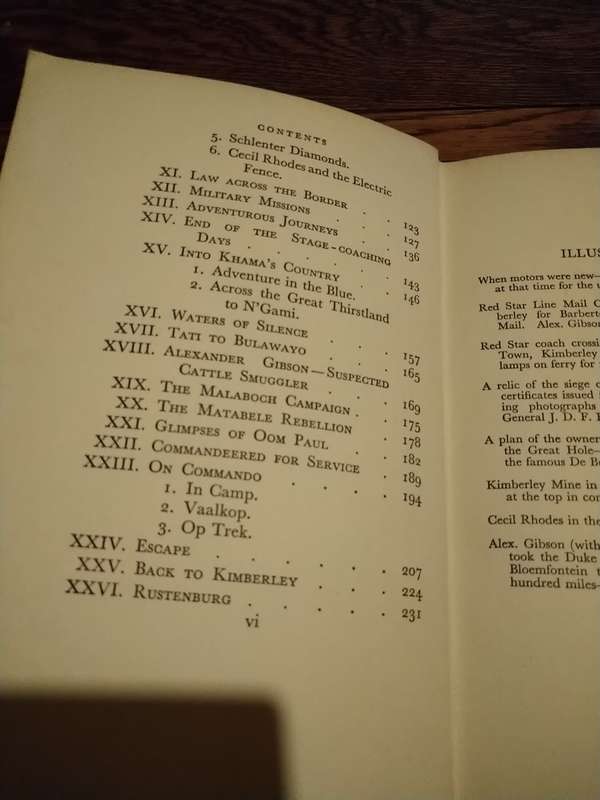 CONTENTS
5. Schlenter Diamonds.
6. Cecil Rhodes and the Electric
Fence.
XI. LAW ACROSS THE BORDER . . 123
XII. MILITARY MISSIONS . . . 127
XIII. ADVENTUROUS JOURNEYS . . 136
XIV. END OF THE STAGE-COACHING
DAYS . . . . . 143
XV. INTO KHAMA'S COUNTRY . . 146
1. Adventure in the Blue.
2. Across the Great Thirstland
to N'Gami.
XVI. WATERS OF SILENCE . . . 157
XVII. TATI TO BULAWAYO . . . 165
XVIII. ALEXANDER GIBSON—SUSPECTED
CATTLE SMUGGLER . . . 169
XIX. THE MALABOCH CAMPAIGN . . 175
XX. THE MATABELE REBELLION . 178
XXI. GLIMPSES OF OOM PAUL . . 182
XXII. COMMANDEERED FOR SERVICE . 189
XXIII. ON COMMANDO . . . . 194
1. In Camp.
2. Vaalkop.
3. Op Trek.
XXIV. ESCAPE . . . . . 207
XXV. BACK TO KIMBERLEY . . . 224
XXVI. RUSTENBURG . . . . 231
vi
ILLUS
When motors were new—
at that time for the
Red Star Line Mail
berley for
Mail. Alex. Gibson
Red Star coach
Town, Kimberley
lamps on ferry for
A relic of the siege
certificates issued
ing photographs
General J. D. F.
A plan of the
the Great Hole—
the famous De
Kimberley Mine in
at the top in
Cecil Rhodes in the
Alex. Gibson (with
took the Duke
Bloemfontein
hundred miles—